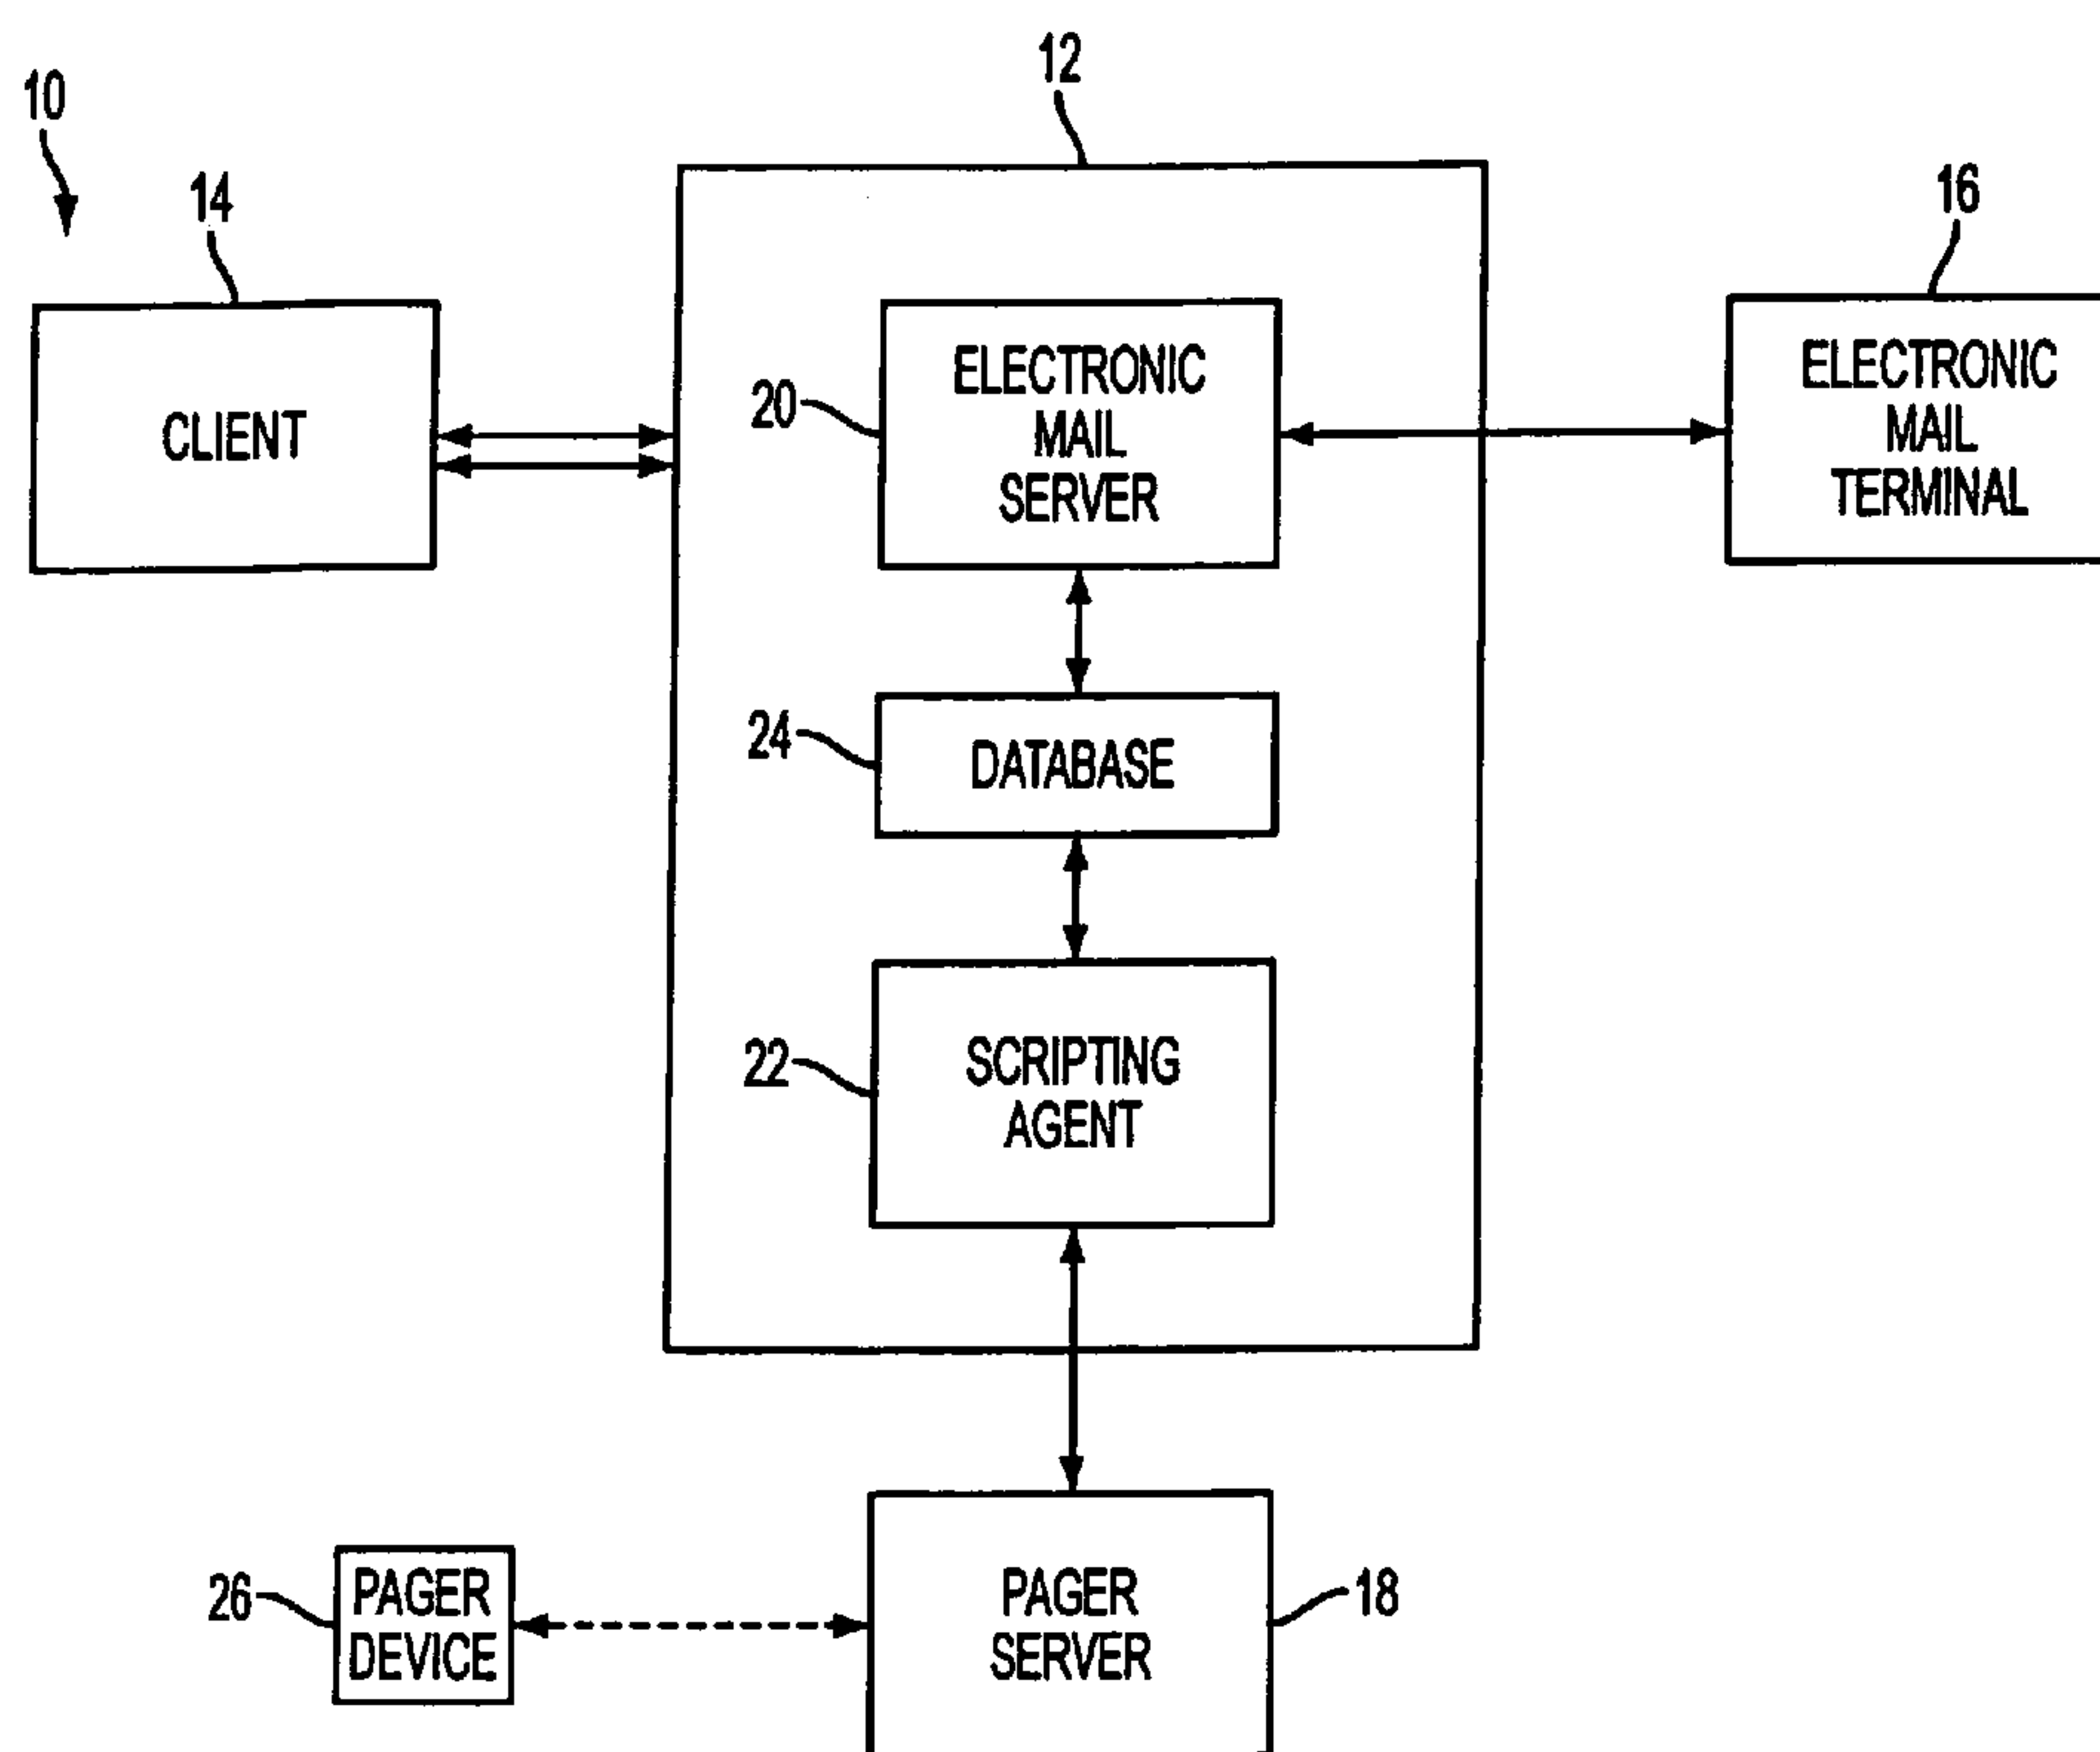 12
10
14
16
CLIENT
20
ELECTRONIC
MAIL
SERVER
ELECTRONIC
MAIL
TERMINAL
24
DATABASE
22
SCRIPTING
AGENT
26
PAGER
DEVICE
PAGER
SERVER
18